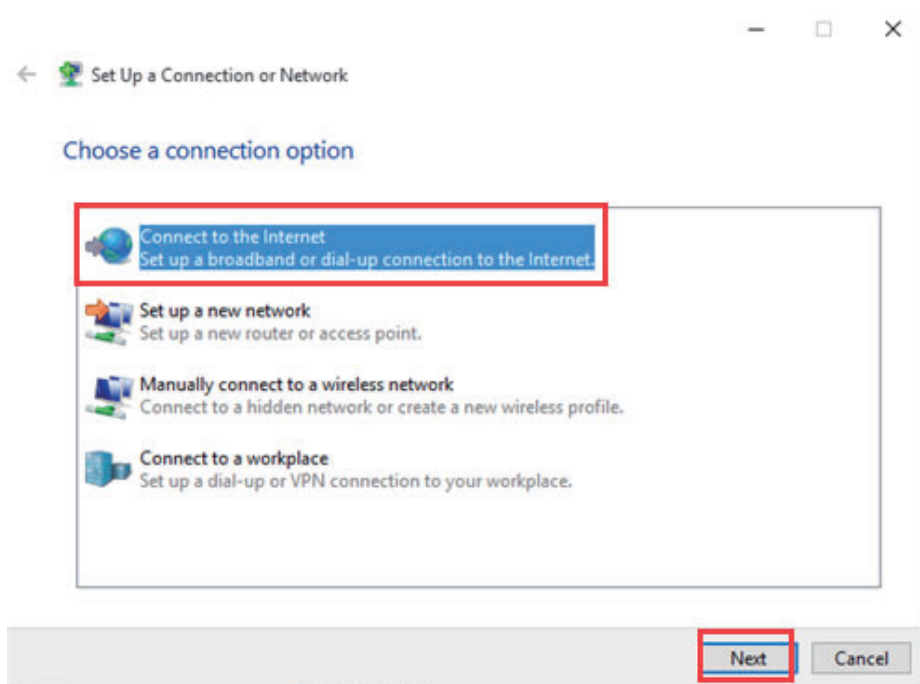 Set Up a Connection or Network
Choose a connection option
Connect to the Internet
Set up a broadband or dial-up connection to the Internet.
Set up a new network
Set up a new router or access point.
Manually connect to a wireless network
Connect to a hidden network or create a new wireless profile.
Connect to a workplace
Set up a dial-up or VPN connection to your workplace.
Next Cancel